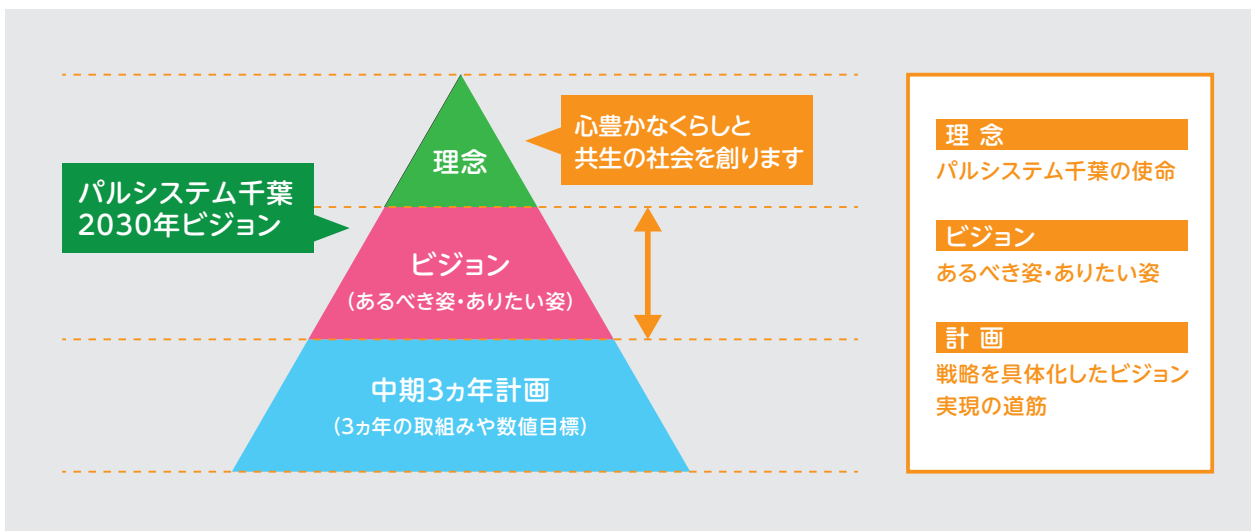 理念
心豊かなくらしと
共生の社会を創ります
パルシステム千葉
2030年ビジョン
ビジョン
(あるべき姿・ありたい姿)
中期3ヵ年計画
(3ヵ年の取組みや数値目標)
理 念
パルシステム千葉の使命
ビジョン
あるべき姿・ありたい姿
計 画
戦略を具体化したビジョン
実現の道筋